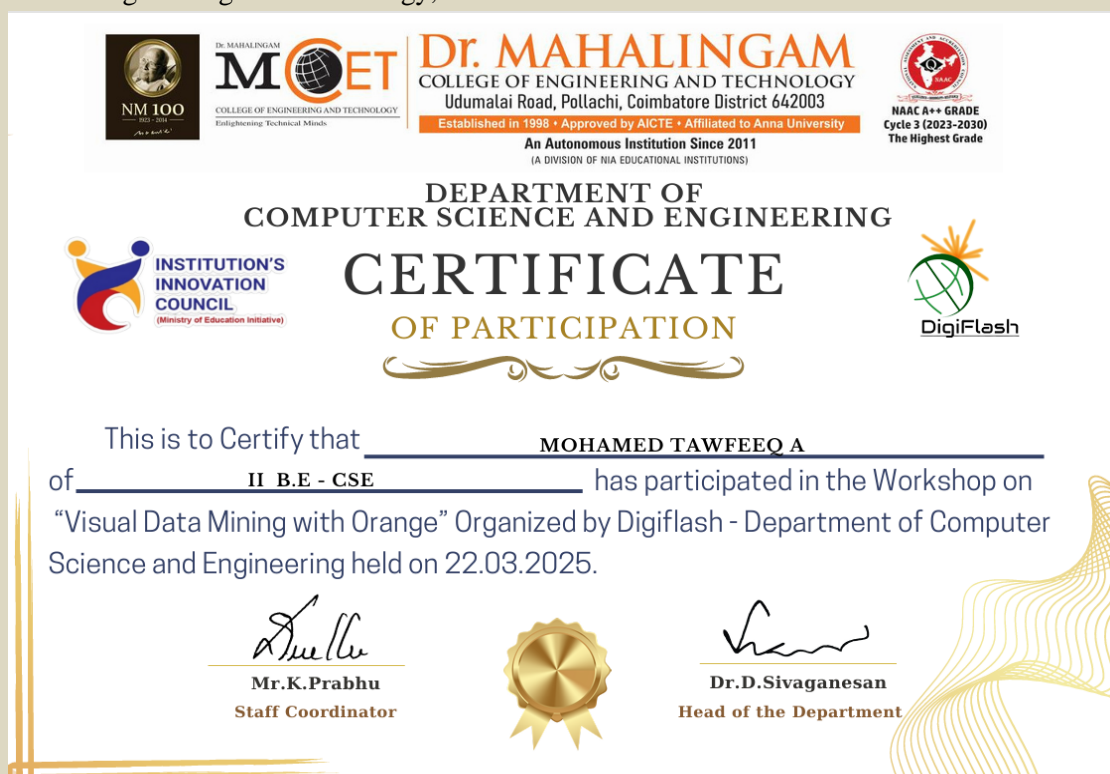 NM 100
1923 - 2014
Dr. MAHALINGAM
MCET
COLLEGE OF ENGINEERING AND TECHNOLOGY
Enlightening Technical Minds
Dr. MAHALINGAM
COLLEGE OF ENGINEERING AND TECHNOLOGY
Udumalai Road, Pollachi, Coimbatore District 642003
Established in 1998 • Approved by AICTE • Affiliated to Anna University
An Autonomous Institution Since 2011
(A DIVISION OF NIA EDUCATIONAL INSTITUTIONS)
NAAC
NAAC A++ GRADE
Cycle 3 (2023-2030)
The Highest Grade
DEPARTMENT OF
COMPUTER SCIENCE AND ENGINEERING
INSTITUTION'S
INNOVATION
COUNCIL
(Ministry of Education Initiative)
CERTIFICATE
OF PARTICIPATION
DigiFlash
This is to Certify that MOHAMED TAWFEEQ A
of II B.E - CSE has participated in the Workshop on
“Visual Data Mining with Orange” Organized by Digiflash - Department of Computer
Science and Engineering held on 22.03.2025.
Mr.K.Prabhu
Staff Coordinator
Dr.D.Sivaganesan
Head of the Department